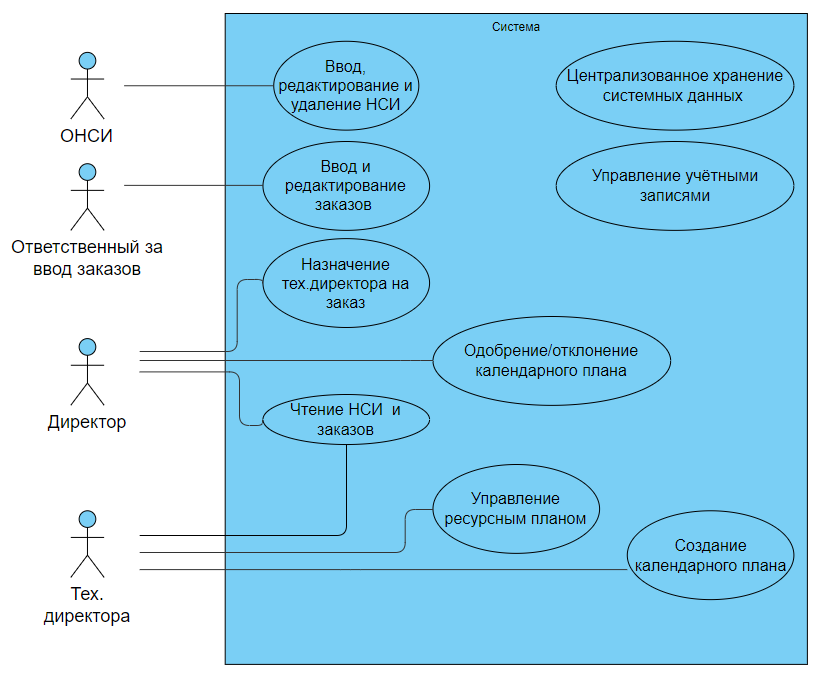 Система
Ввод,
редактирование и
удаление НСИ
Централизованное хранение
системных данных
ОНСИ
Ввод и
редактирование
заказов
Управление учётными
записями
Ответственный за
ввод заказов
Назначение
тех.директора на
заказ
Одобрение/отклонение
календарного плана
Директор
Чтение НСИ и
заказов
Управление
ресурсным планом
Создание
календарного плана
Тех.
директора